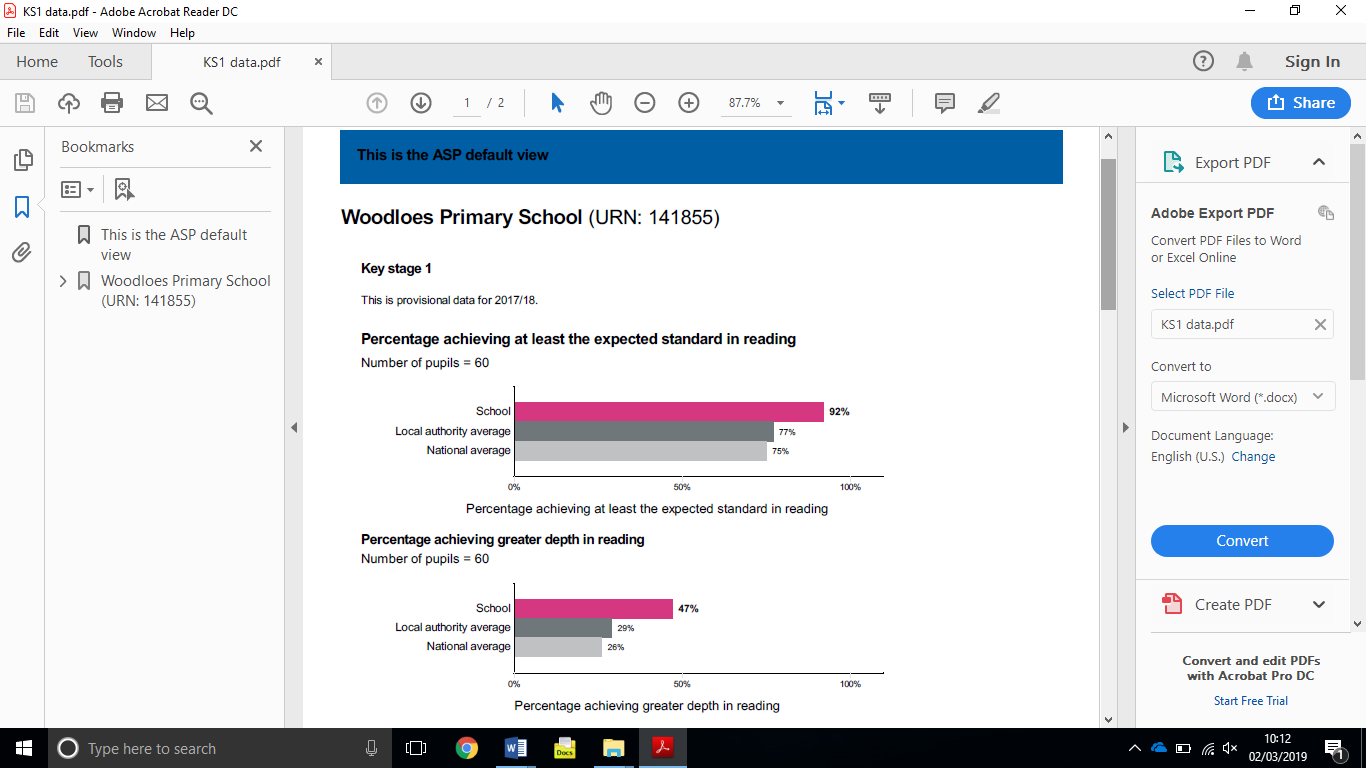 KS1 data.pdf - Adobe Acrobat Reader DC
File Edit View Window Help
Home Tools KS1 data.pdf Sign In
1 / 2 87.7% Share
Bookmarks
This is the ASP default
view
Woodloes Primary School
(URN: 141855)
This is the ASP default view
Woodloes Primary School (URN: 141855)
Key stage 1
This is provisional data for 2017/18.
Percentage achieving at least the expected standard in reading
Number of pupils = 60
School 92%
Local authority average 77%
National average 75%
0% 50% 100%
Percentage achieving at least the expected standard in reading
Percentage achieving greater depth in reading
Number of pupils = 60
School 47%
Local authority average 29%
National average 26%
0% 50% 100%
Percentage achieving greater depth in reading
Export PDF
Adobe Export PDF
Convert PDF Files to Word
or Excel Online
Select PDF File
KS1 data.pdf
Convert to
Microsoft Word (*.docx)
Document Language:
English (U.S.) Change
Convert
Create PDF
Convert and edit PDFs
with Acrobat Pro DC
Start Free Trial
Type here to search
Docs
10:12
02/03/2019
1